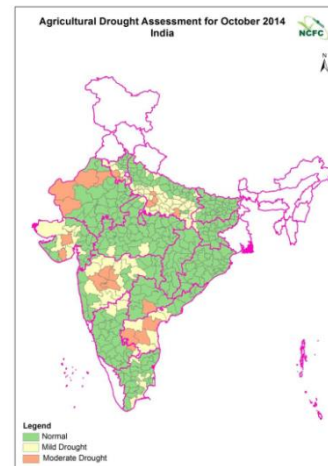 Agricultural Drought Assessment for October 2014
India
NCFC
N
Legend
Normal
Mild Drought
Moderate Drought